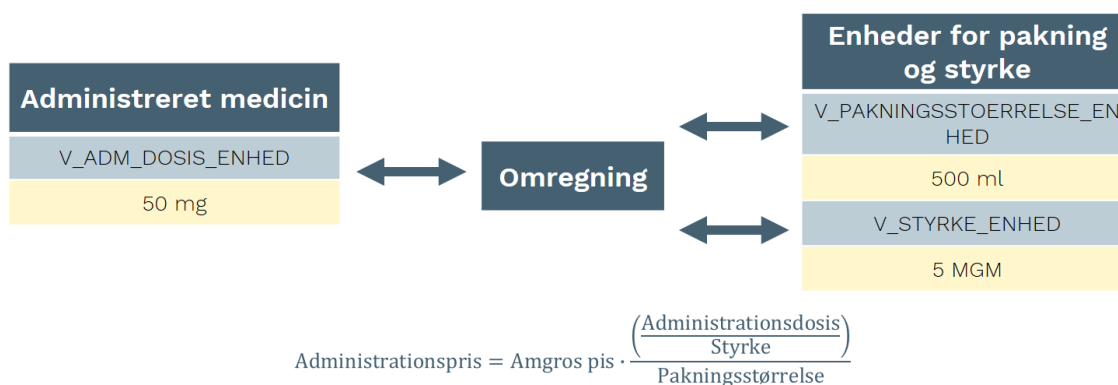 Administreret medicin
V_ADM_DOSIS_ENHED
50 mg
Omregning
Enheder for pakning
og styrke
V_PAKNINGSSTOERRELSE_EN
HED
500 ml
V_STYRKE_ENHED
5 MGM
Administrationspris = Amgros pis · ((Administrationsdosis / Styrke) / Pakningsstørrelse)